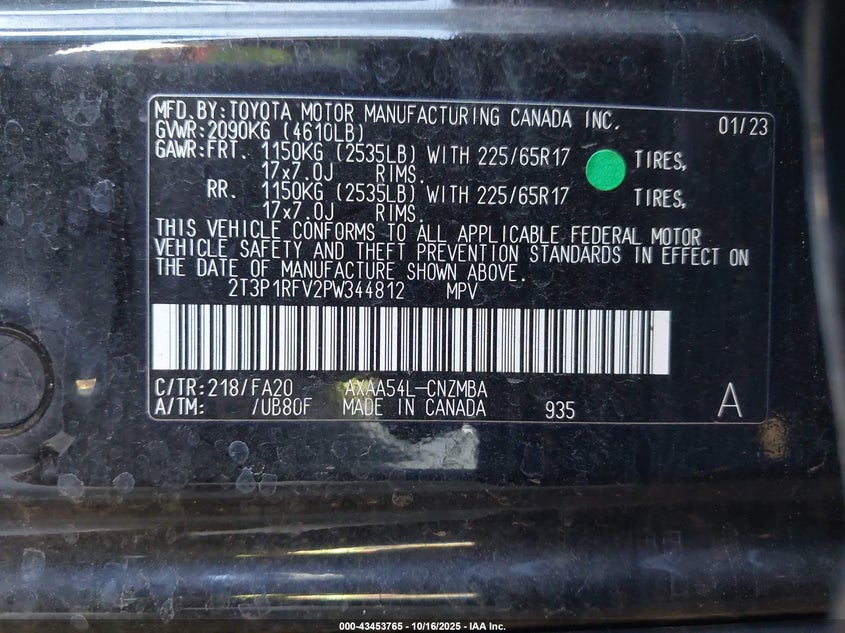 MFD.BY:TOYOTA MOTOR MANUFACTURING CANADA INC. 01/23
GVWR:2090KG (4610LB)
GAWR:FRT. 1150KG (2535LB) WITH 225/65R17 TIRES,
17x7.0J RIMS.
RR. 1150KG (2535LB) WITH 225/65R17 TIRES,
17x7.0J RIMS.
THIS VEHICLE CONFORMS TO ALL APPLICABLE FEDERAL MOTOR
VEHICLE SAFETY AND THEFT PREVENTION STANDARDS IN EFFECT ON
THE DATE OF MANUFACTURE SHOWN ABOVE.
2T3P1RFV2PW344812 MPV
C/TR:218/FA20 AXAA54L-CNZMBA
A/TM: /UB80F MADE IN CANADA 935 A
000-43453765 - 10/16/2025 - IAA Inc.